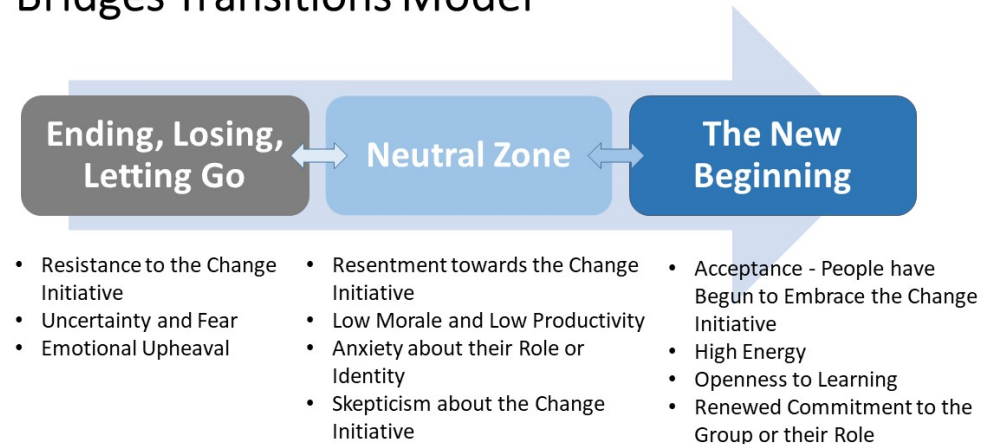 Bridges Transitions Model
Ending, Losing,
Letting Go
Neutral Zone
The New
Beginning
• Resistance to the Change
Initiative
• Uncertainty and Fear
• Emotional Upheaval
• Resentment towards the Change
Initiative
• Low Morale and Low Productivity
• Anxiety about their Role or
Identity
• Skepticism about the Change
Initiative
• Acceptance - People have
Begun to Embrace the Change
Initiative
• High Energy
• Openness to Learning
• Renewed Commitment to the
Group or their Role